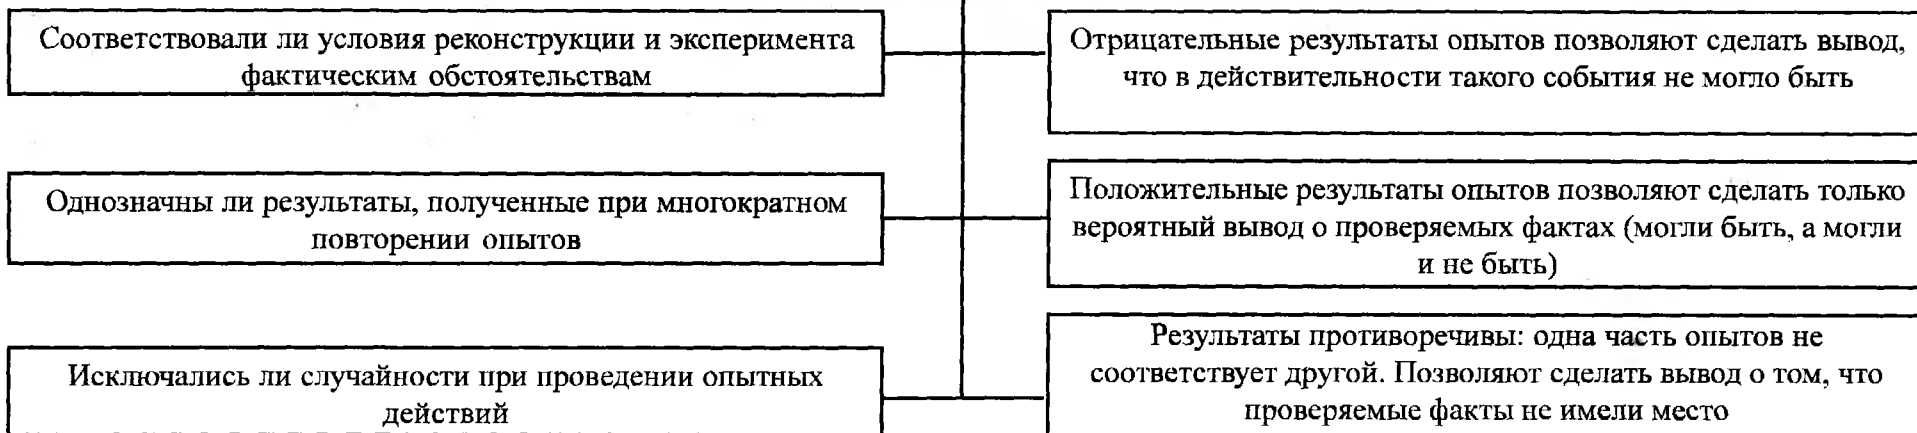 Соответствовали ли условия реконструкции и эксперимента
фактическим обстоятельствам
Отрицательные результаты опытов позволяют сделать вывод,
что в действительности такого события не могло быть
Однозначны ли результаты, полученные при многократном
повторении опытов
Положительные результаты опытов позволяют сделать только
вероятный вывод о проверяемых фактах (могли быть, а могли
и не быть)
Исключались ли случайности при проведении опытных
действий
Результаты противоречивы: одна часть опытов не
соответствует другой. Позволяют сделать вывод о том, что
проверяемые факты не имели место